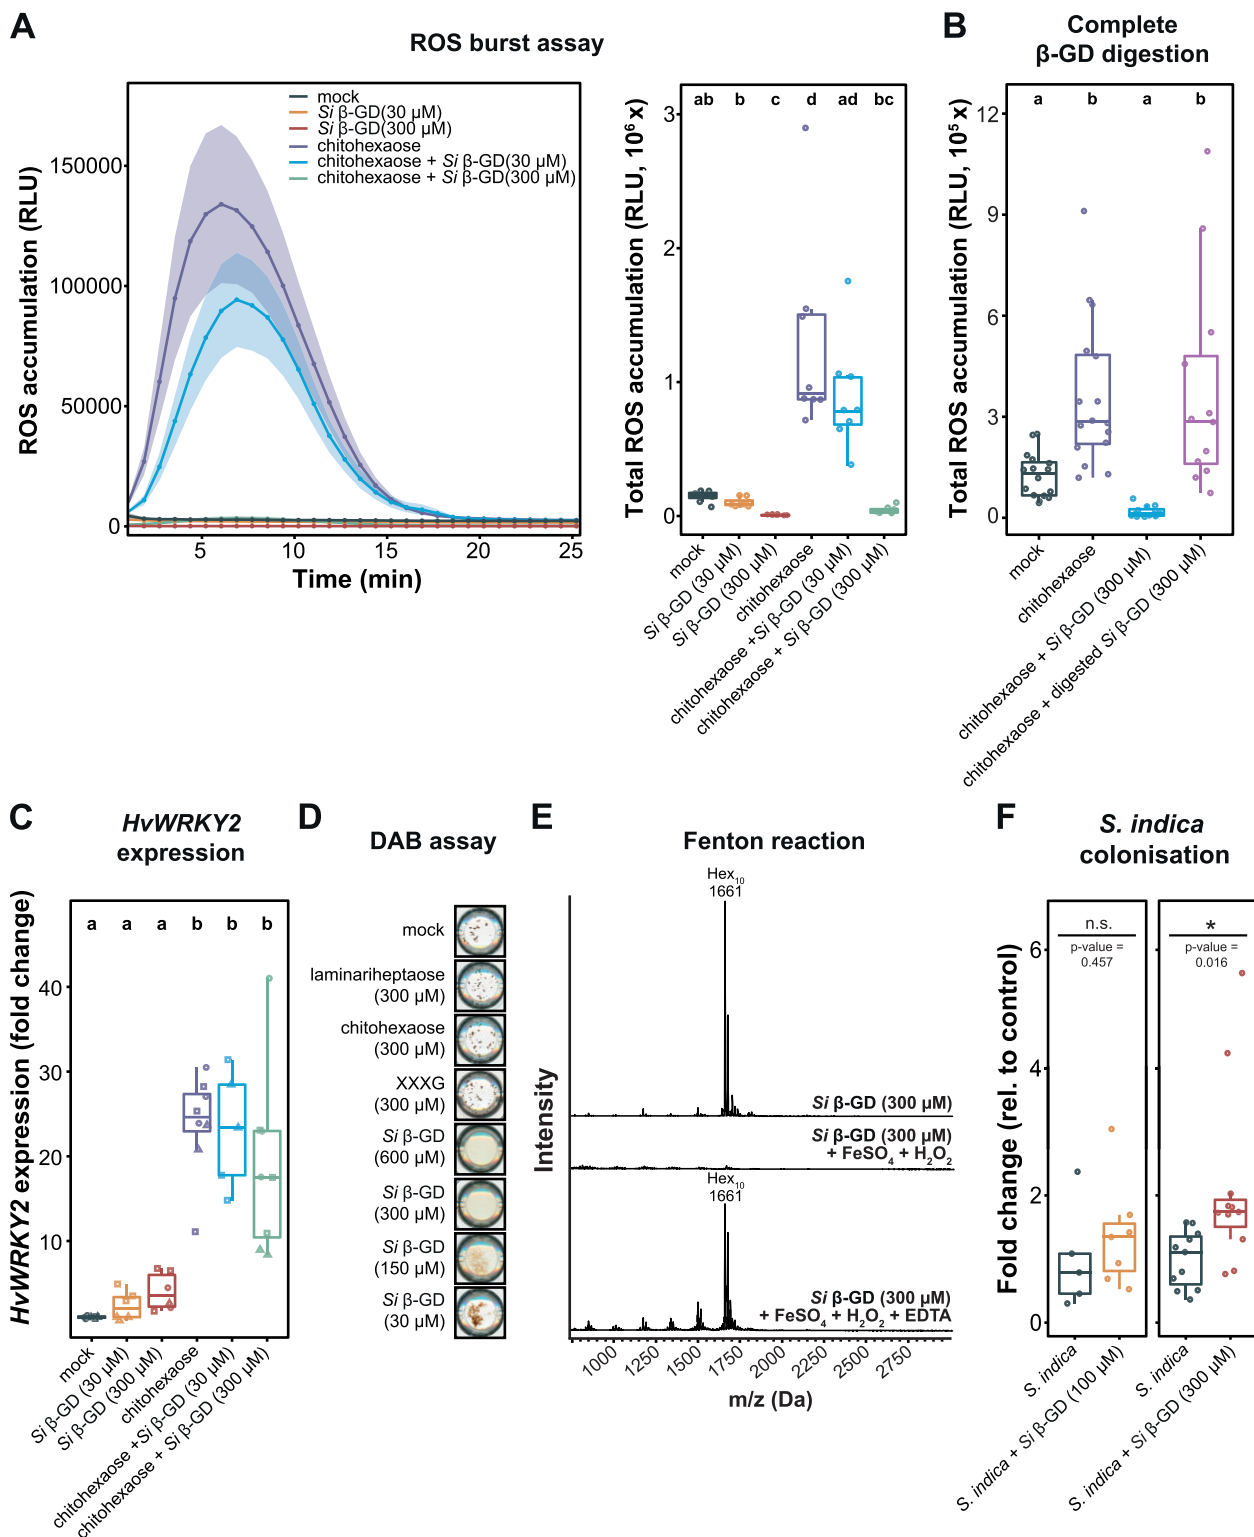 A
ROS burst assay
ROS accumulation (RLU)
150000
100000
50000
0
5
10
15
20
25
Time (min)
mock
Si β-GD(30 µM)
Si β-GD(300 µM)
chitohexaose
chitohexaose + Si β-GD(30 µM)
chitohexaose + Si β-GD(300 µM)
Total ROS accumulation (RLU, 10⁶ x)
3
2
1
0
ab b c d ad bc
mock
Si β-GD (30 µM)
Si β-GD (300 µM)
chitohexaose
chitohexaose +Si β-GD (30 µM)
chitohexaose + Si β-GD (300 µM)
B
Complete
β-GD digestion
Total ROS accumulation (RLU, 10⁵ x)
12
9
6
3
0
a b a b
mock
chitohexaose
chitohexaose + Si β-GD (300 µM)
chitohexaose + digested Si β-GD (300 µM)
C
HvWRKY2
expression
HvWRKY2 expression (fold change)
40
30
20
10
a a a b b b
mock
Si β-GD (30 µM)
Si β-GD (300 µM)
chitohexaose
chitohexaose +Si β-GD (30 µM)
chitohexaose + Si β-GD (300 µM)
D
DAB assay
mock
laminariheptaose
(300 µM)
chitohexaose
(300 µM)
XXXG
(300 µM)
Si β-GD
(600 µM)
Si β-GD
(300 µM)
Si β-GD
(150 µM)
Si β-GD
(30 µM)
E
Fenton reaction
Intensity
Hex₁₀
1661
Si β-GD (300 µM)
Si β-GD (300 µM)
+ FeSO₄ + H₂O₂
Hex₁₀
1661
Si β-GD (300 µM)
+ FeSO₄ + H₂O₂ + EDTA
1000
1250
1500
1750
2000
2250
2500
2750
m/z (Da)
F
S. indica
colonisation
Fold change (rel. to control)
6
4
2
0
n.s.
p-value =
0.457
*
p-value =
0.016
S. indica
S. indica + Si β-GD (100 µM)
S. indica
S. indica + Si β-GD (300 µM)